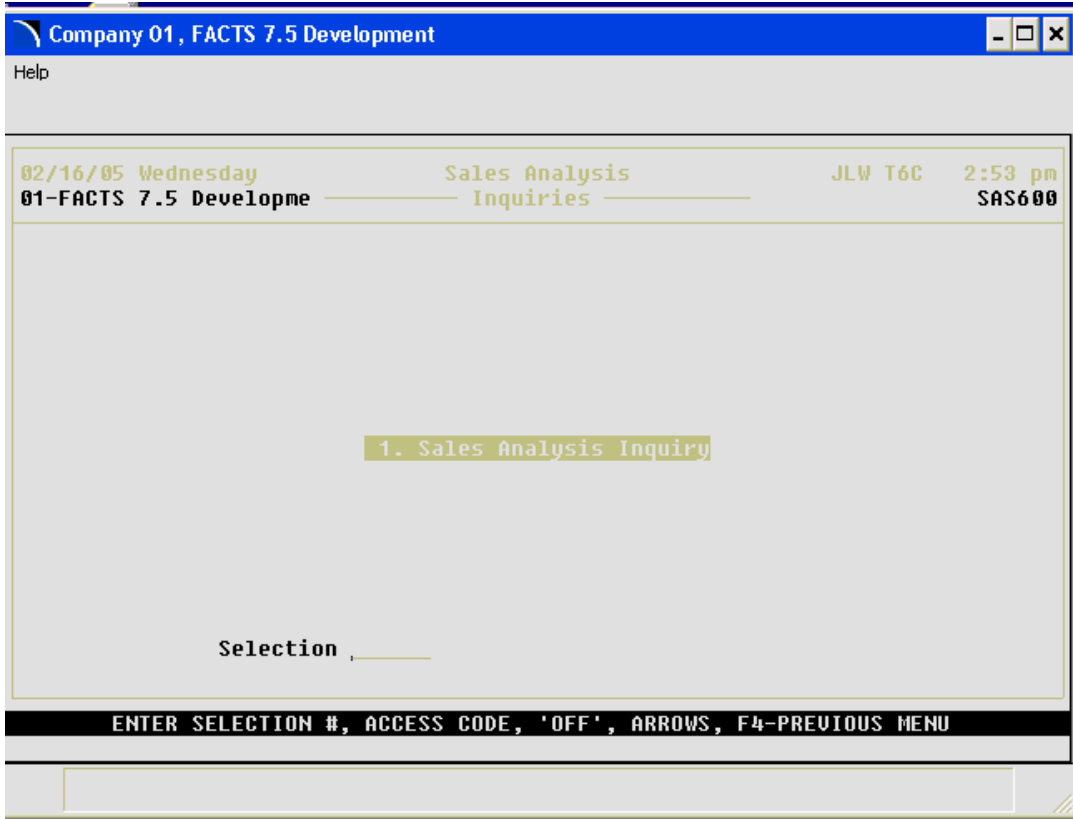 Company 01, FACTS 7.5 Development
Help
02/16/05 Wednesday Sales Analysis JLW T6C 2:53 pm
01-FACTS 7.5 Developme Inquiries SAS600
1. Sales Analysis Inquiry
Selection
ENTER SELECTION #, ACCESS CODE, 'OFF', ARROWS, F4-PREVIOUS MENU